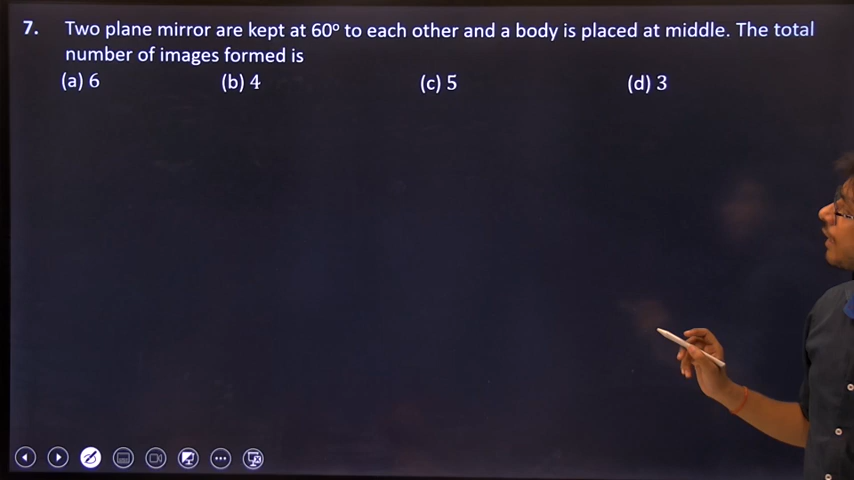 7. Two plane mirror are kept at 60° to each other and a body is placed at middle. The total
number of images formed is
(a) 6 (b) 4 (c) 5 (d) 3